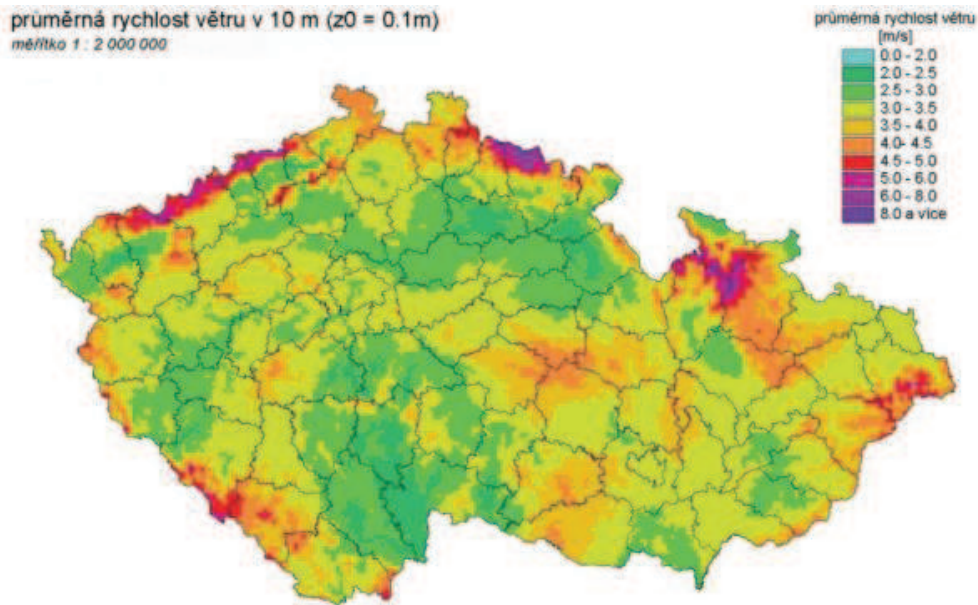 průměrná rychlost větru v 10 m (z0 = 0.1m)
měřítko 1 : 2 000 000
průměrná rychlost větru
[m/s]
0.0 - 2.0
2.0 - 2.5
2.5 - 3.0
3.0 - 3.5
3.5 - 4.0
4.0- 4.5
4.5 - 5.0
5.0 - 6.0
6.0 - 8.0
8.0 a více